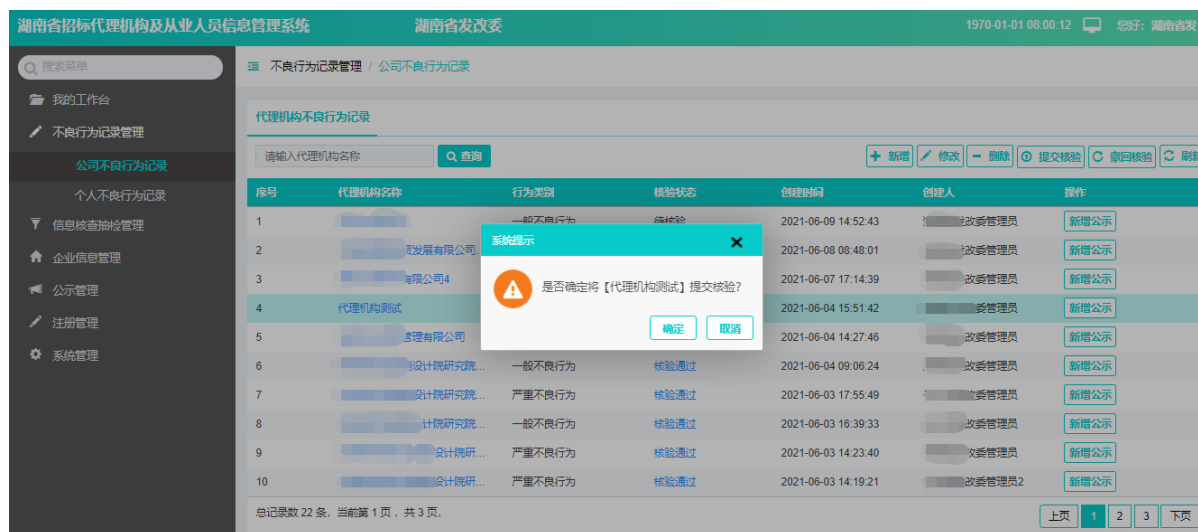 湖南省招标代理机构及从业人员信息管理系统 湖南省发改委 1970-01-01 08:00:12 您好: 湖南省发
搜索菜单
不良行为记录管理 / 公司不良行为记录
我的工作台
代理机构不良行为记录
不良行为记录管理
请输入代理机构名称 查询 新增 修改 删除 提交核验 撤回核验 刷新
公司不良行为记录
个人不良行为记录
信息核查抽检管理
企业信息管理
公示管理
注册管理
系统管理
序号 代理机构名称 行为类别 核验状态 创建时间 创建人 操作
1 一般不良行为 待核验 2021-06-09 14:52:43 改委管理员 新增公示
2 发展有限公司... 2021-06-08 08:48:01 改委管理员 新增公示
3 有限公司4 2021-06-07 17:14:39 改委管理员 新增公示
4 代理机构测试 2021-06-04 15:51:42 委管理员 新增公示
5 管理有限公司 2021-06-04 14:27:46 改委管理员 新增公示
6 设计院研究院... 一般不良行为 核验通过 2021-06-04 09:06:24 改委管理员 新增公示
7 设计院研究院... 严重不良行为 核验通过 2021-06-03 17:55:49 委管理员 新增公示
8 计院研究院... 一般不良行为 核验通过 2021-06-03 16:39:33 改委管理员 新增公示
9 设计院研... 严重不良行为 核验通过 2021-06-03 14:23:40 改委管理员 新增公示
10 设计院研... 严重不良行为 核验通过 2021-06-03 14:19:21 改委管理员2 新增公示
系统提示
是否确定将【代理机构测试】提交核验?
确定 取消
总记录数 22 条, 当前第 1 页 , 共 3 页,
上页 1 2 3 下页